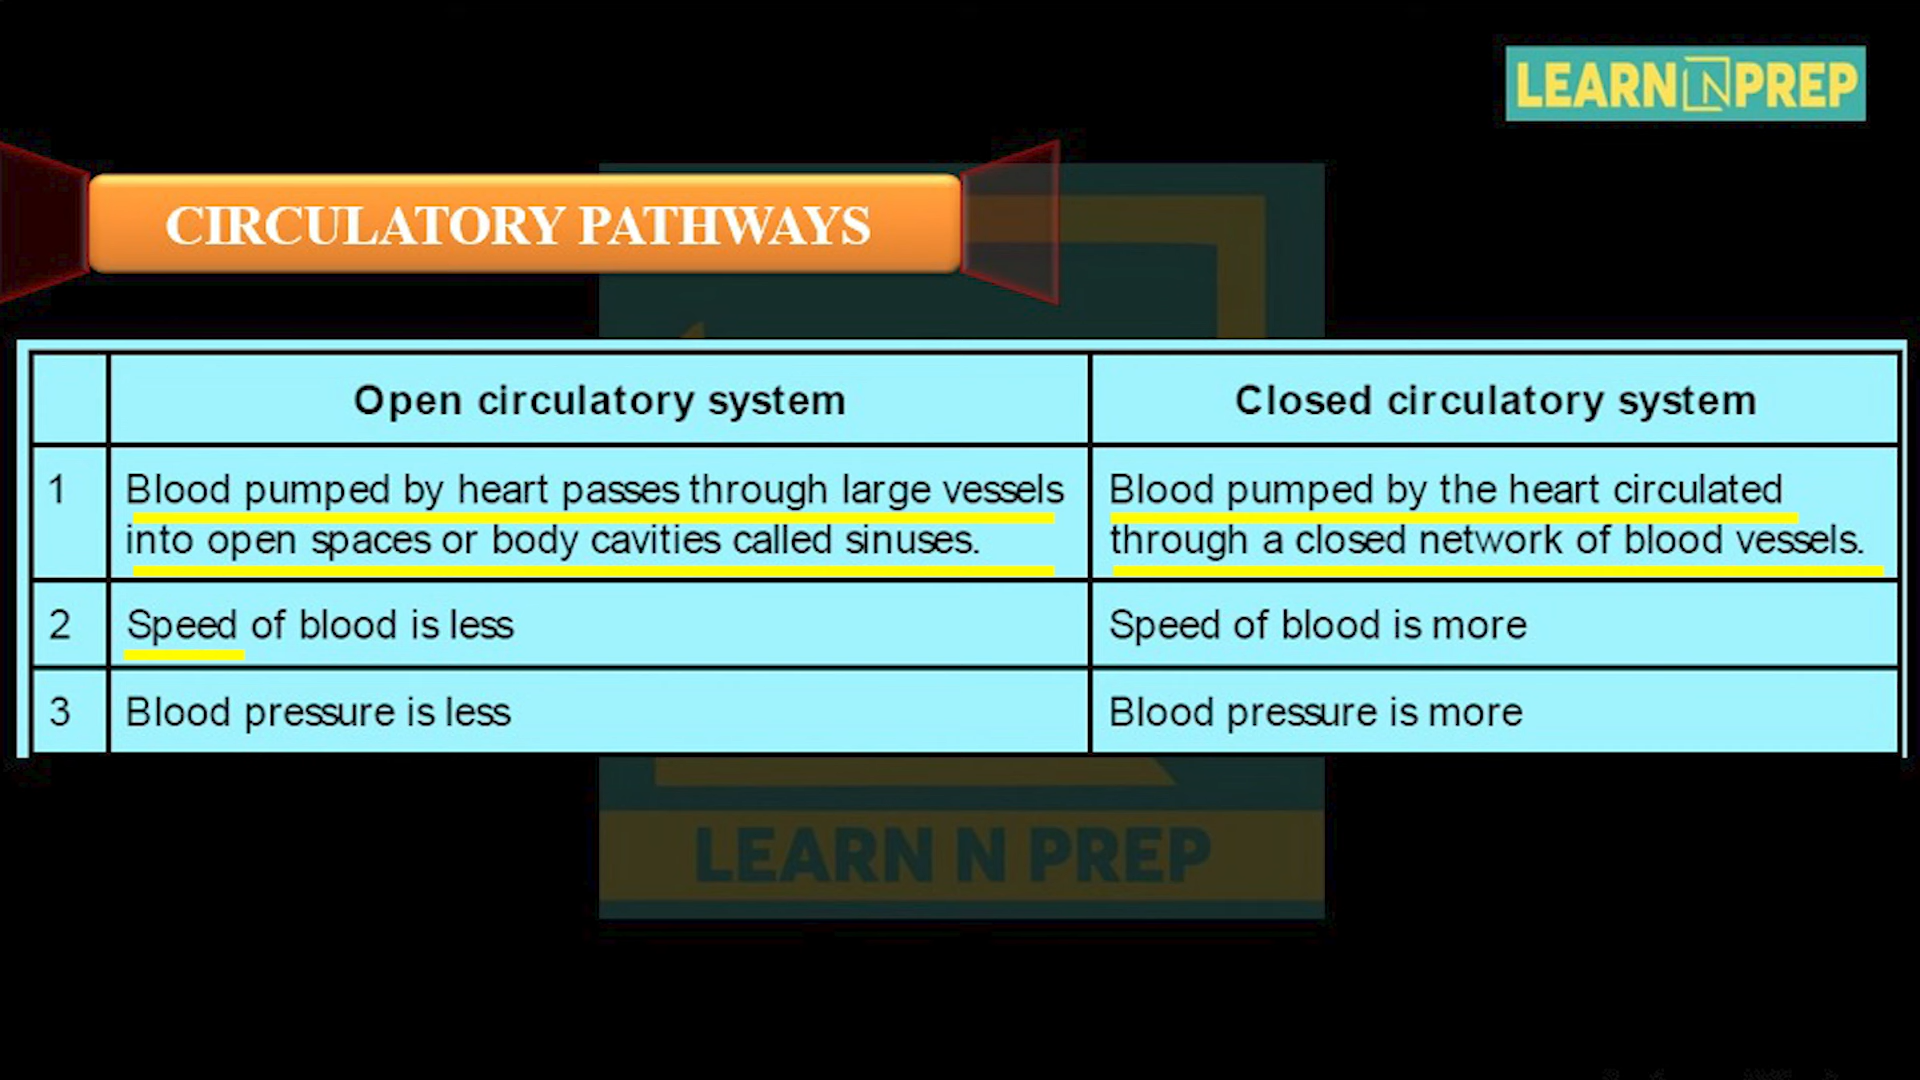 LEARN N PREP
CIRCULATORY PATHWAYS
Open circulatory system
Closed circulatory system
1
Blood pumped by heart passes through large vessels
into open spaces or body cavities called sinuses.
Blood pumped by the heart circulated
through a closed network of blood vessels.
2
Speed of blood is less
Speed of blood is more
3
Blood pressure is less
Blood pressure is more
LEARN N PREP